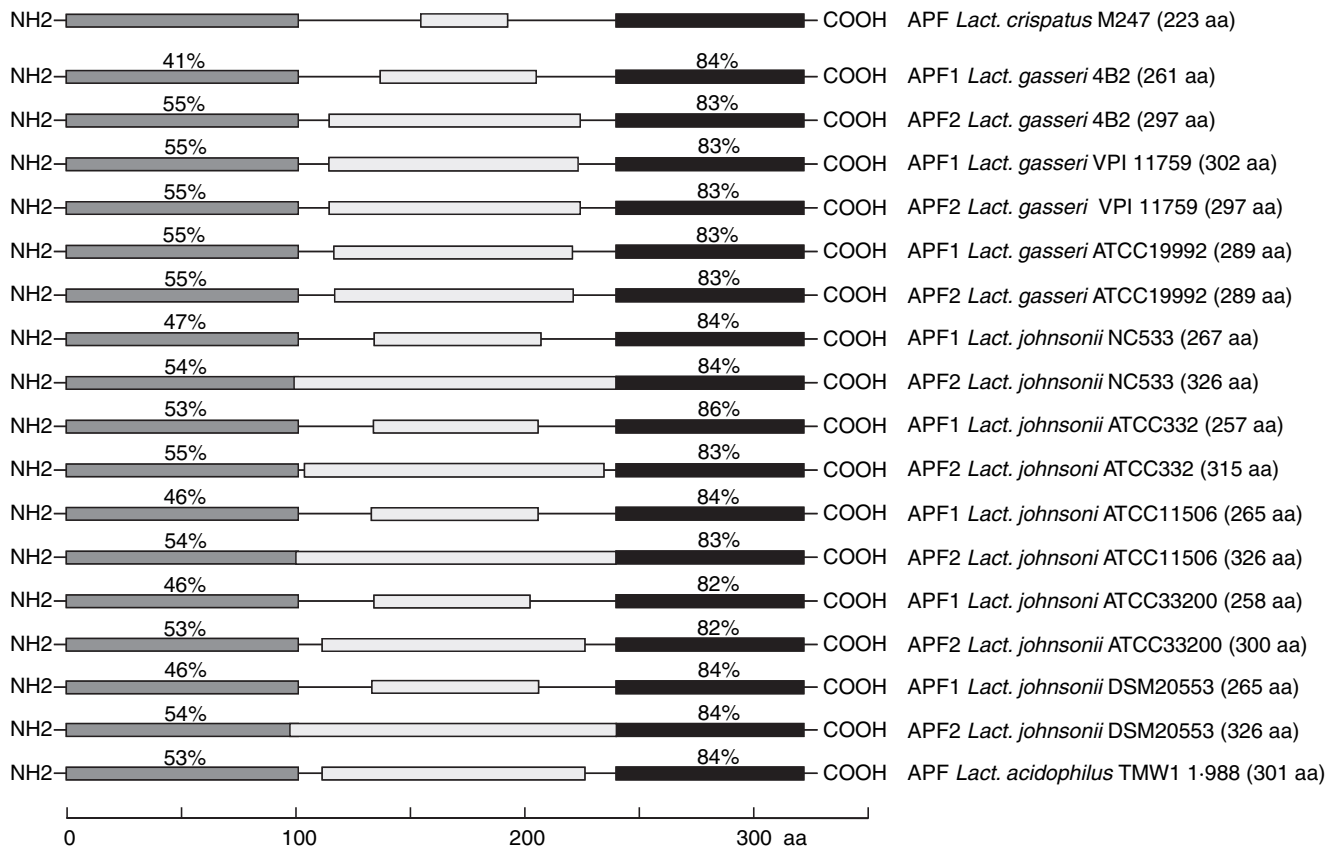 NH2 COOH APF Lact. crispatus M247 (223 aa)
41% 84%
NH2 COOH APF1 Lact. gasseri 4B2 (261 aa)
55% 83%
NH2 COOH APF2 Lact. gasseri 4B2 (297 aa)
55% 83%
NH2 COOH APF1 Lact. gasseri VPI 11759 (302 aa)
55% 83%
NH2 COOH APF2 Lact. gasseri VPI 11759 (297 aa)
55% 83%
NH2 COOH APF1 Lact. gasseri ATCC19992 (289 aa)
55% 83%
NH2 COOH APF2 Lact. gasseri ATCC19992 (289 aa)
47% 84%
NH2 COOH APF1 Lact. johnsonii NC533 (267 aa)
54% 84%
NH2 COOH APF2 Lact. johnsonii NC533 (326 aa)
53% 86%
NH2 COOH APF1 Lact. johnsonii ATCC332 (257 aa)
55% 83%
NH2 COOH APF2 Lact. johnsoni ATCC332 (315 aa)
46% 84%
NH2 COOH APF1 Lact. johnsoni ATCC11506 (265 aa)
54% 83%
NH2 COOH APF2 Lact. johnsoni ATCC11506 (326 aa)
46% 82%
NH2 COOH APF1 Lact. johnsoni ATCC33200 (258 aa)
53% 82%
NH2 COOH APF2 Lact. johnsonii ATCC33200 (300 aa)
46% 84%
NH2 COOH APF1 Lact. johnsonii DSM20553 (265 aa)
54% 84%
NH2 COOH APF2 Lact. johnsonii DSM20553 (326 aa)
53% 84%
NH2 COOH APF Lact. acidophilus TMW1 1·988 (301 aa)
0 100 200 300 aa